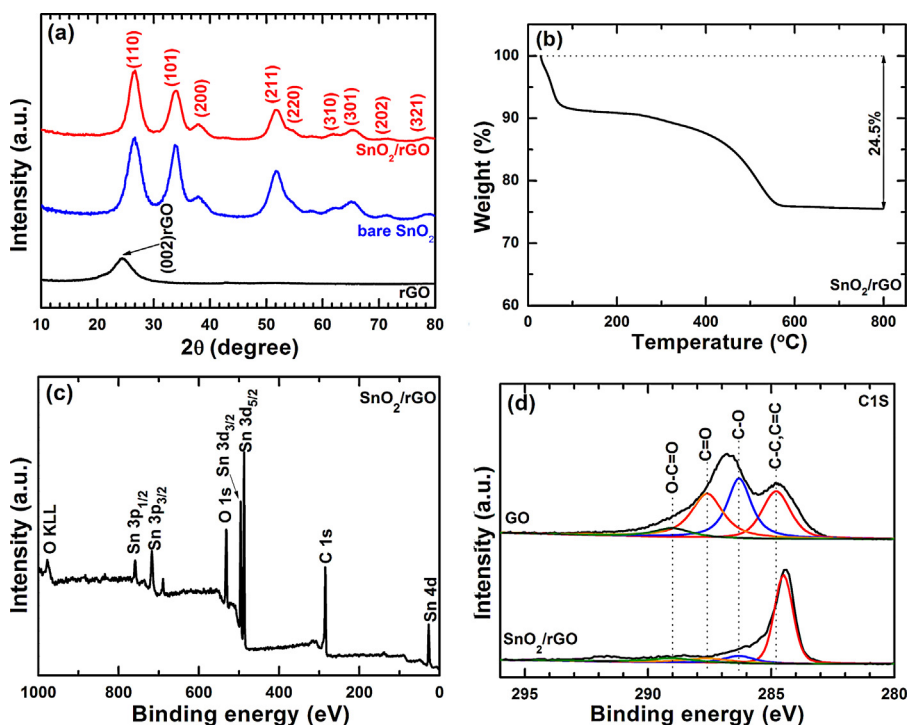 (a)
(110)
(101)
(200)
(211)
(220)
(310)
(301)
(202)
(321)
SnO₂/rGO
bare SnO₂
(002)rGO
rGO
Intensity (a.u.)
10 20 30 40 50 60 70 80
2θ (degree)
(b)
100
90
80
70
60
24.5%
SnO₂/rGO
Weight (%)
0 200 400 600 800
Temperature (°C)
(c)
SnO₂/rGO
O KLL
Sn 3p1/2
Sn 3p3/2
O 1s
Sn 3d3/2
Sn 3d5/2
C 1s
Sn 4d
Intensity (a.u.)
1000 800 600 400 200 0
Binding energy (eV)
(d)
C1S
O-C=O
C=O
C-O
C-C,C=C
GO
SnO₂/rGO
Intensity (a.u.)
295 290 285 280
Binding energy (eV)